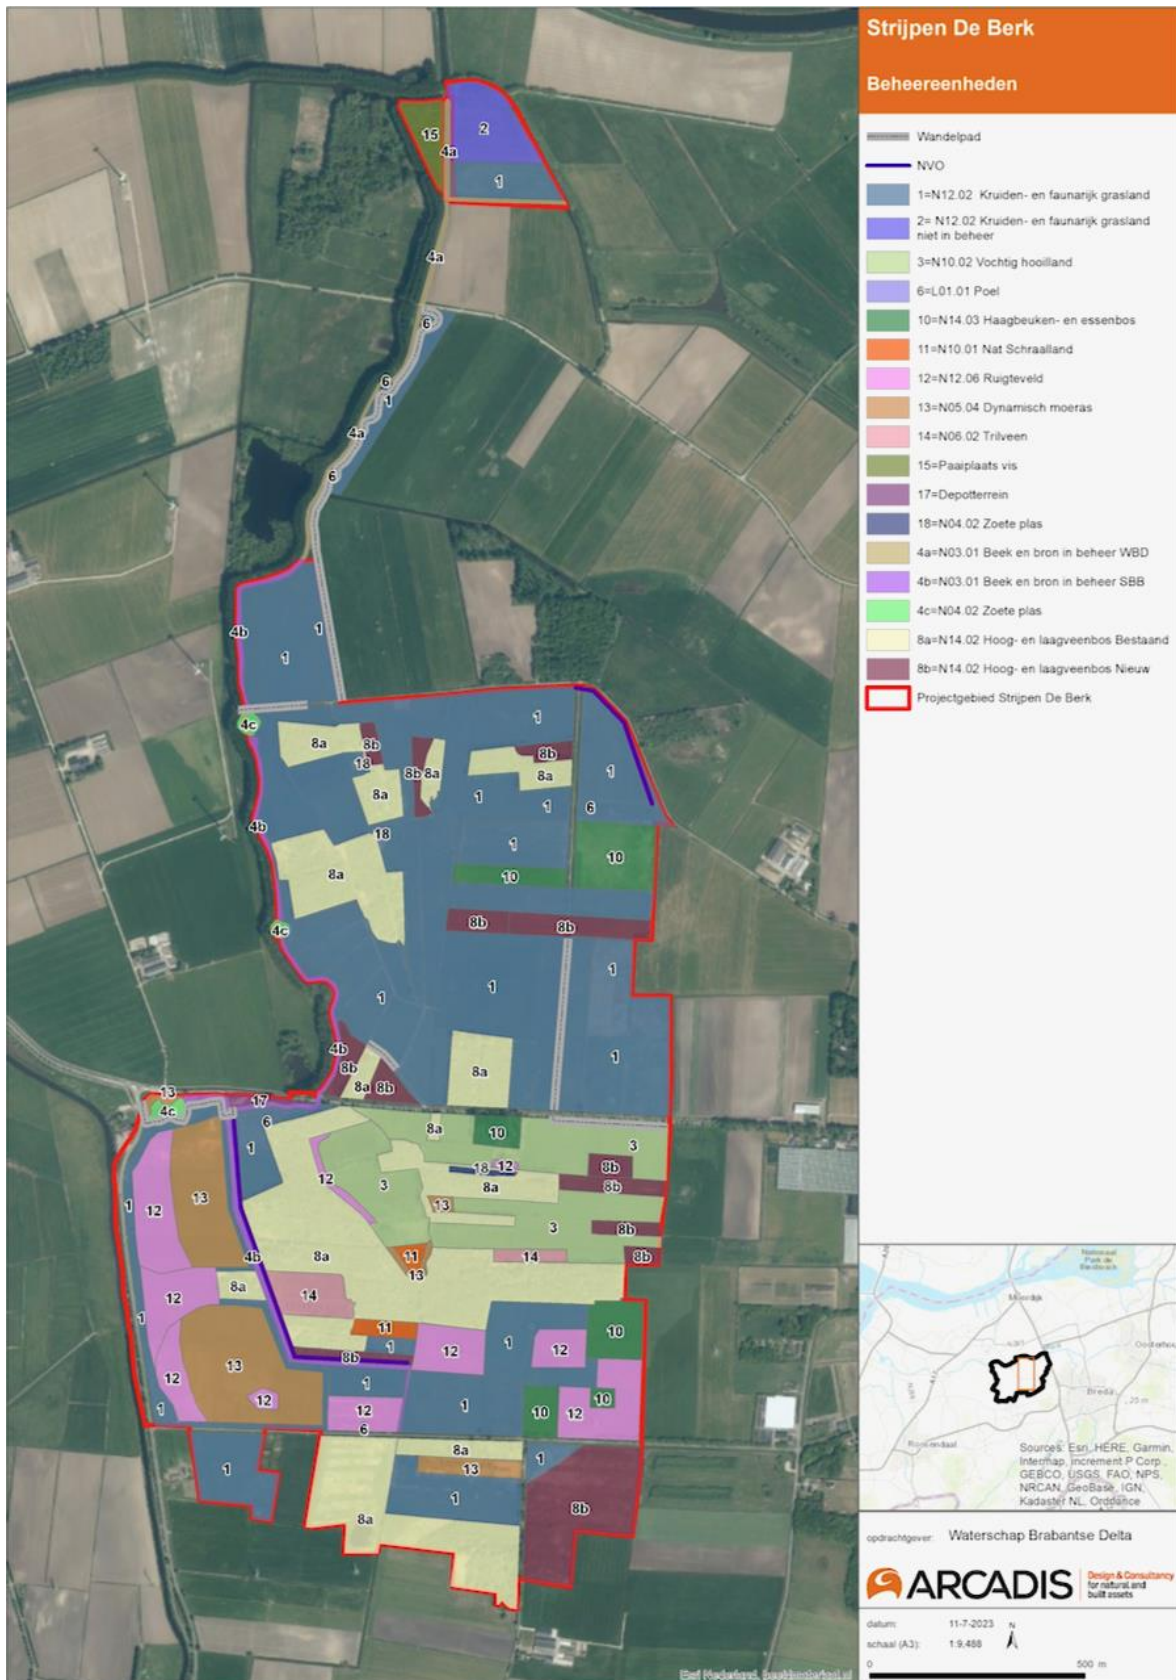 Strijpen De Berk
Beheereenheden
Wandelpad
NVO
1=N12.02 Kruiden- en faunarijk grasland
2= N12.02 Kruiden- en faunarijk grasland
niet in beheer
3=N10.02 Vochtig hooilland
6=L01.01 Poel
10=N14.03 Haagbeuken- en essenbos
11=N10.01 Nat Schraalland
12=N12.06 Ruigteveld
13=N05.04 Dynamisch moeras
14=N06.02 Trilveen
15=Paaiplaats vis
17=Depotterrein
18=N04.02 Zoete plas
4a=N03.01 Beek en bron in beheer WBD
4b=N03.01 Beek en bron in beheer SBB
4c=N04.02 Zoete plas
8a=N14.02 Hoog- en laagveenbos Bestaand
8b=N14.02 Hoog- en laagveenbos Nieuw
Projectgebied Strijpen De Berk
15
2
4a
1
4a
6
6
1
4a
6
4b
1
1
4c
1
8a
8b
18
8b
8a
8b
8a
1
8a
1
1
6
4b
18
1
10
8a
10
8b
8b
4c
1
1
1
4b
8b
8a
8b
8a
1
13
4c
17
6
1
8a
10
3
12
18
12
8b
8b
8a
3
13
3
8b
1
12
13
4b
8a
11
13
14
8b
12
8a
14
1
11
1
8b
12
1
12
10
13
1
12
12
1
12
6
1
10
12
10
1
8a
13
1
1
8b
8a
Nationaal
Park de
Biesbosch
Moerdijk
Oosterhou
Breda
Roosendaal
Sources: Esri, HERE, Garmin,
Intermap, increment P Corp.,
GEBCO, USGS, FAO, NPS,
NRCAN, GeoBase, IGN,
Kadaster NL, Ordnance
opdrachtgever: Waterschap Brabantse Delta
ARCADIS
Design & Consultancy
for natural and
built assets
datum: 11-7-2023
N
schaal (A3): 1:9.488
0 500 m
Esri Nederland, beeldmateriaal.nl